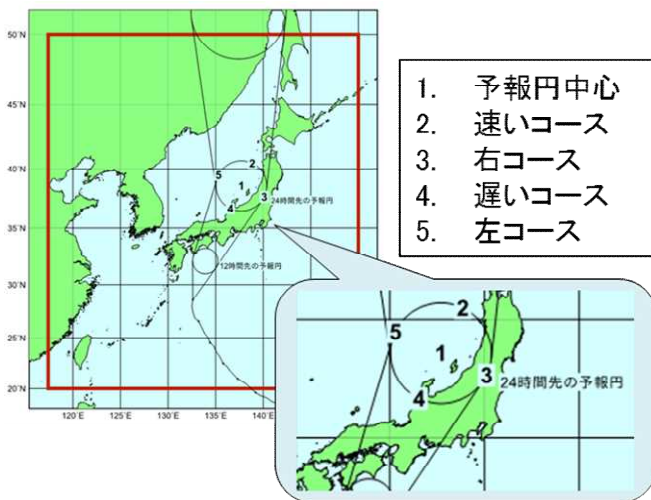 50˚N
45˚N
40˚N
35˚N
30˚N
25˚N
20˚N
120˚E
125˚E
130˚E
135˚E
140˚E
2
5
1
3
4
24時間先の予報円
12時間先の予報円
1. 予報円中心
2. 速いコース
3. 右コース
4. 遅いコース
5. 左コース
2
5
1
3
4
24時間先の予報円